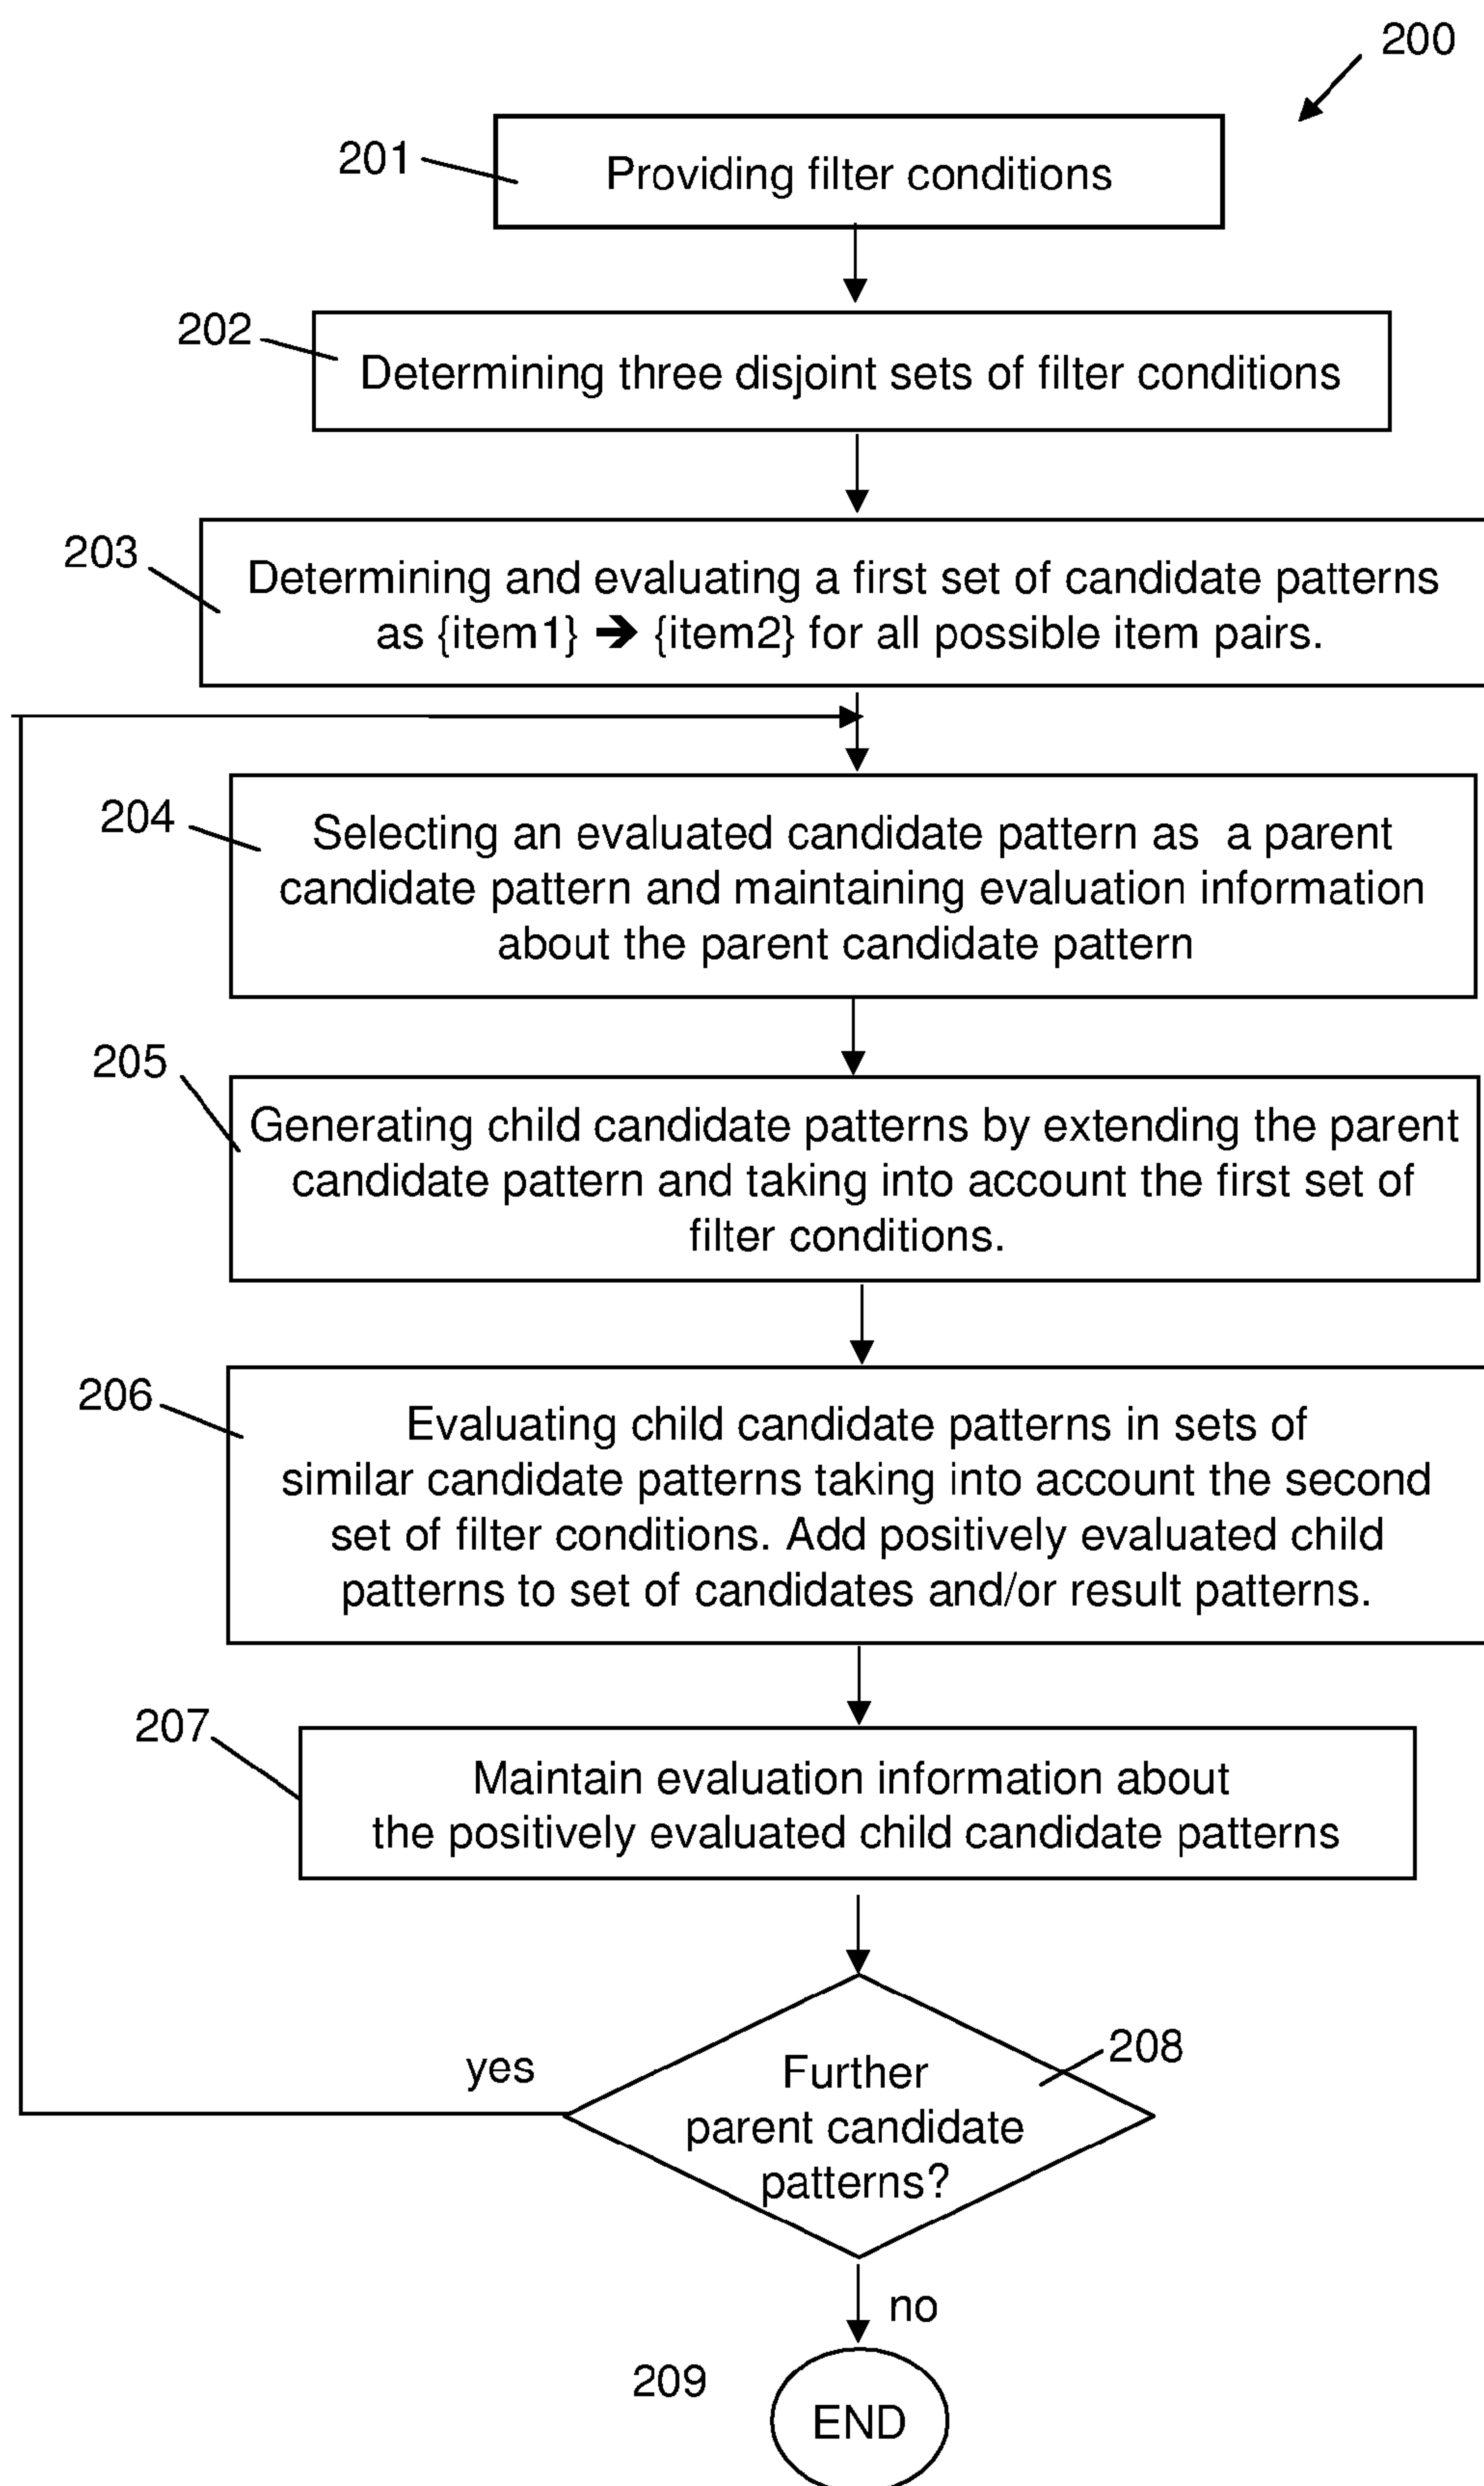 200
201
Providing filter conditions
202
Determining three disjoint sets of filter conditions
203
Determining and evaluating a first set of candidate patterns
as {item1} ➔ {item2} for all possible item pairs.
204
Selecting an evaluated candidate pattern as a parent
candidate pattern and maintaining evaluation information
about the parent candidate pattern
205
Generating child candidate patterns by extending the parent
candidate pattern and taking into account the first set of
filter conditions.
206
Evaluating child candidate patterns in sets of
similar candidate patterns taking into account the second
set of filter conditions. Add positively evaluated child
patterns to set of candidates and/or result patterns.
207
Maintain evaluation information about
the positively evaluated child candidate patterns
208
yes
Further
parent candidate
patterns?
no
209
END